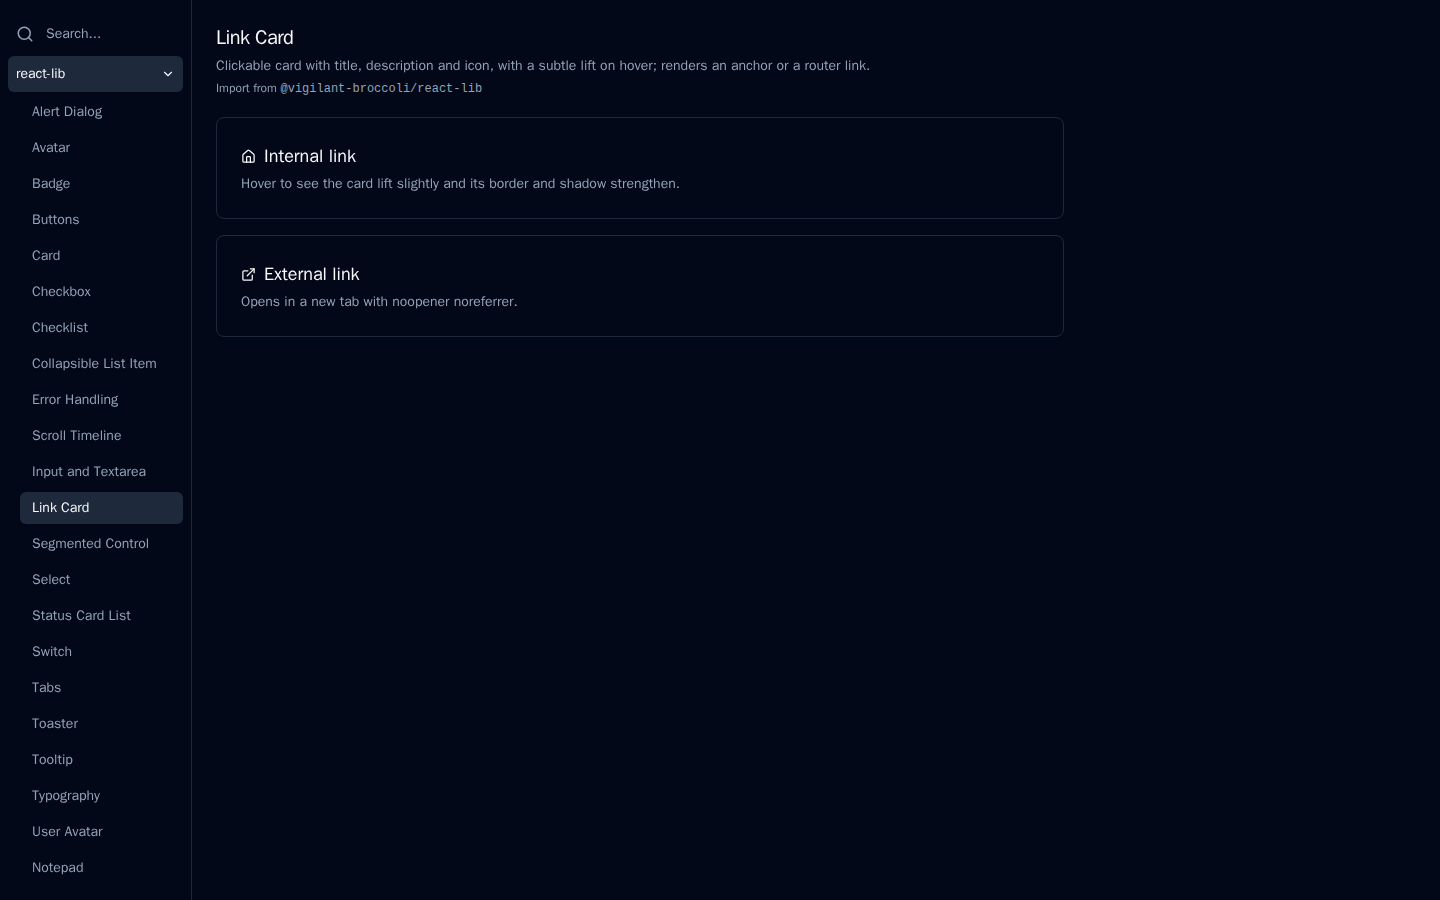 Search...
react-lib
Alert Dialog
Avatar
Badge
Buttons
Card
Checkbox
Checklist
Collapsible List Item
Error Handling
Scroll Timeline
Input and Textarea
Link Card
Segmented Control
Select
Status Card List
Switch
Tabs
Toaster
Tooltip
Typography
User Avatar
Notepad
Link Card
Clickable card with title, description and icon, with a subtle lift on hover; renders an anchor or a router link.
Import from @vigilant-broccoli/react-lib
Internal link
Hover to see the card lift slightly and its border and shadow strengthen.
External link
Opens in a new tab with noopener noreferrer.